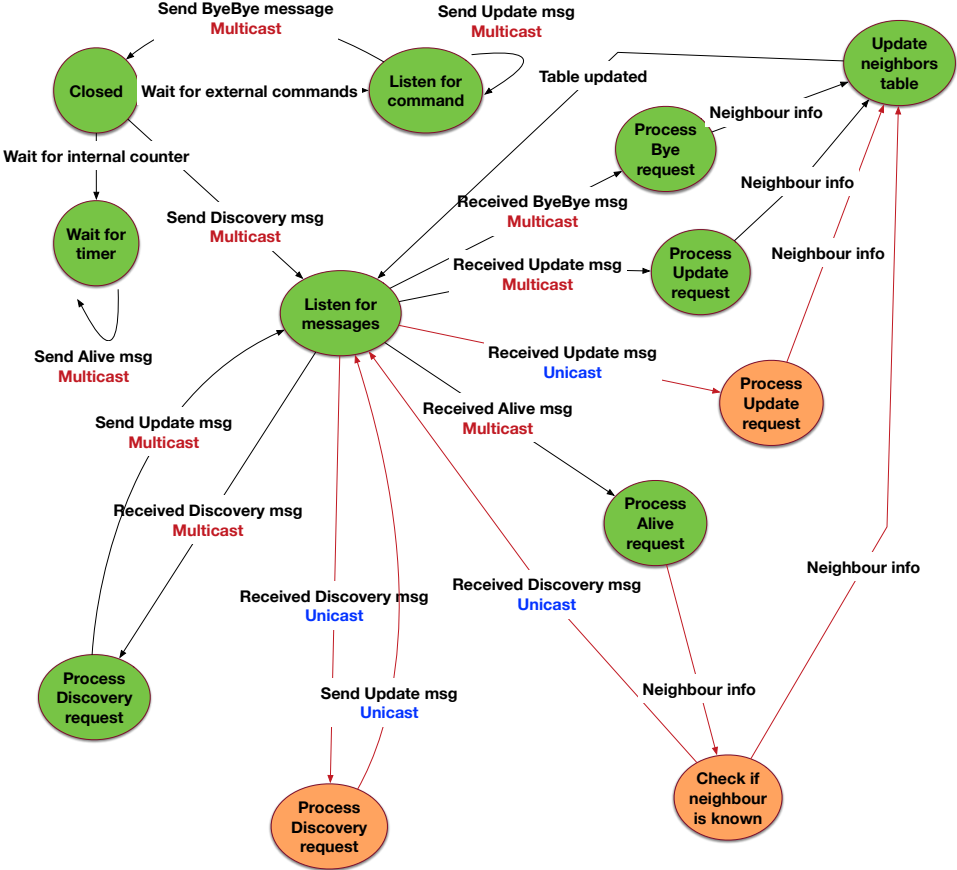 Send ByeBye message
Multicast
Send Update msg
Multicast
Update
neighbors
table
Closed
Wait for external commands
Listen for
command
Table updated
Neighbour info
Process
Bye
request
Wait for internal counter
Neighbour info
Received ByeBye msg
Multicast
Send Discovery msg
Multicast
Wait for
timer
Neighbour info
Received Update msg
Multicast
Process
Update
request
Listen for
messages
Received Update msg
Unicast
Send Alive msg
Multicast
Process
Update
request
Received Alive msg
Multicast
Send Update msg
Multicast
Process
Alive
request
Received Discovery msg
Multicast
Neighbour info
Received Discovery msg
Unicast
Received Discovery msg
Unicast
Process
Discovery
request
Send Update msg
Unicast
Neighbour info
Check if
neighbour
is known
Process
Discovery
request